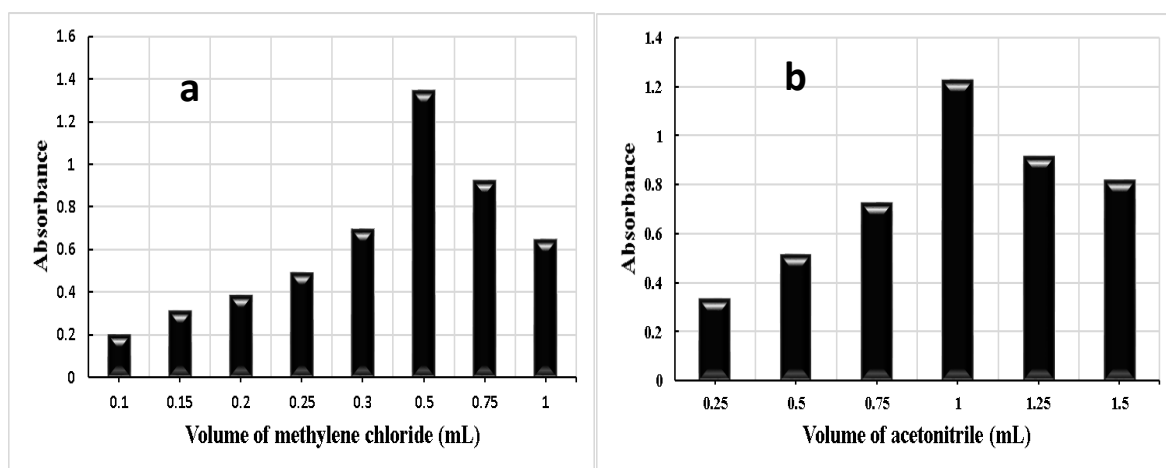 a
Absorbance
1.6
1.4
1.2
1
0.8
0.6
0.4
0.2
0
0.1 0.15 0.2 0.25 0.3 0.5 0.75 1
Volume of methylene chloride (mL)
b
Absorbance
1.4
1.2
1
0.8
0.6
0.4
0.2
0
0.25 0.5 0.75 1 1.25 1.5
Volume of acetonitrile (mL)